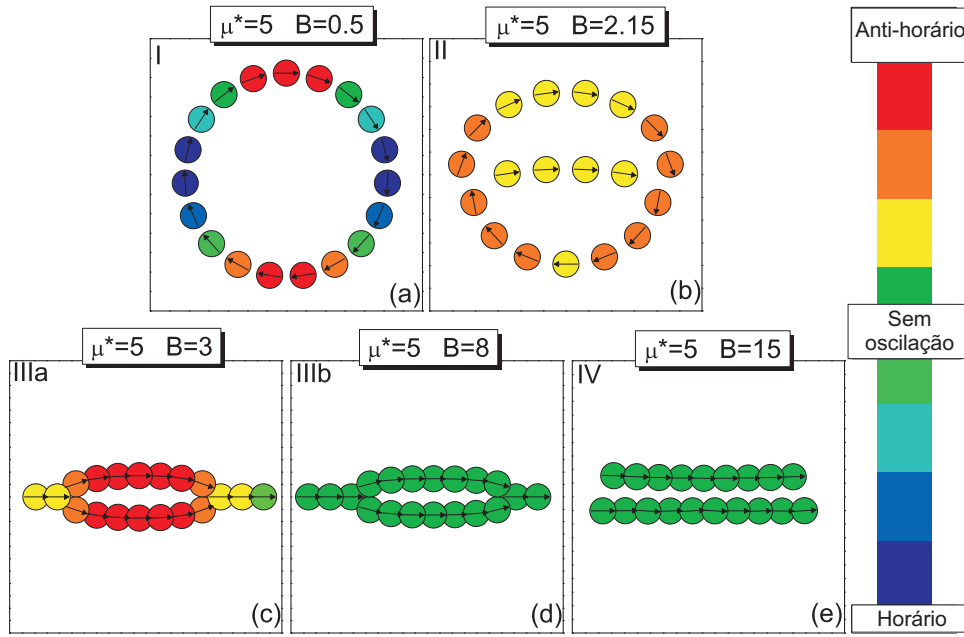 μ*=5 B=0.5
I
(a)
μ*=5 B=2.15
II
(b)
μ*=5 B=3
IIIa
(c)
μ*=5 B=8
IIIb
(d)
μ*=5 B=15
IV
(e)
Anti-horário
Sem
oscilação
Horário